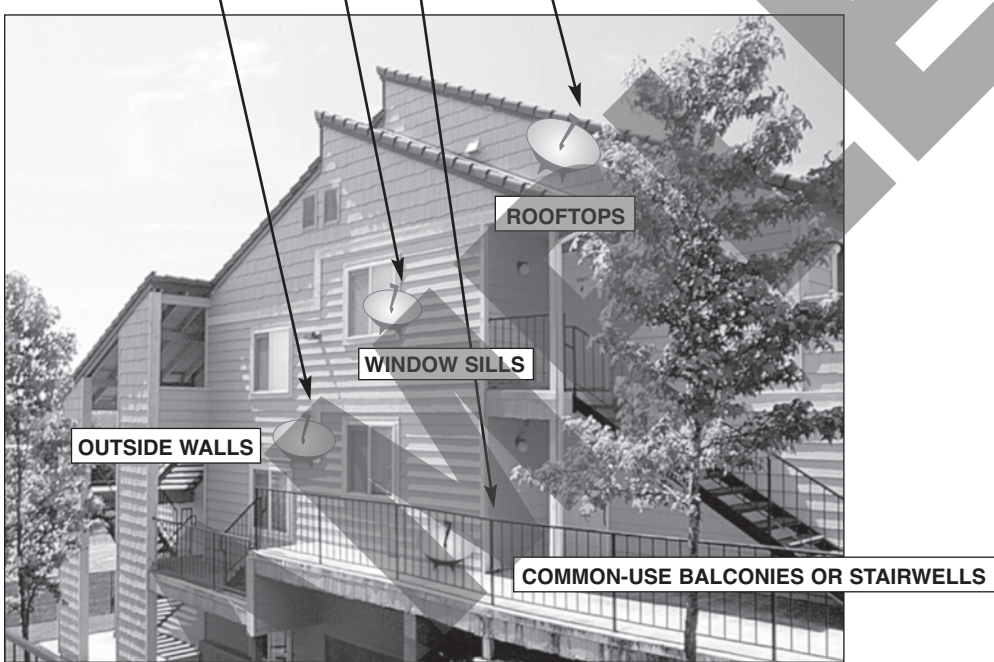 ROOFTOPS
WINDOW SILLS
OUTSIDE WALLS
COMMON-USE BALCONIES OR STAIRWELLS